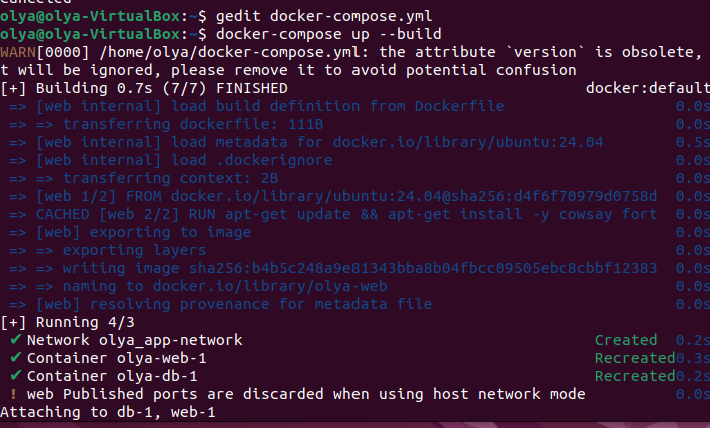 olya@olya-VirtualBox:~$ gedit docker-compose.yml
olya@olya-VirtualBox:~$ docker-compose up --build
WARN[0000] /home/olya/docker-compose.yml: the attribute `version` is obsolete,
t will be ignored, please remove it to avoid potential confusion
[+] Building 0.7s (7/7) FINISHED docker:default
=> [web internal] load build definition from Dockerfile 0.0s
=> => transferring dockerfile: 111B 0.0s
=> [web internal] load metadata for docker.io/library/ubuntu:24.04 0.5s
=> [web internal] load .dockerignore 0.0s
=> => transferring context: 2B 0.0s
=> [web 1/2] FROM docker.io/library/ubuntu:24.04@sha256:d4f6f70979d0758d 0.0s
=> CACHED [web 2/2] RUN apt-get update && apt-get install -y cowsay fort 0.0s
=> [web] exporting to image 0.0s
=> => exporting layers 0.0s
=> => writing image sha256:b4b5c248a9e81343bba8b04fbcc09505ebc8cbbf12383 0.0s
=> => naming to docker.io/library/olya-web 0.0s
=> [web] resolving provenance for metadata file 0.0s
[+] Running 4/3
✔ Network olya_app-network Created 0.2s
✔ Container olya-web-1 Recreated 0.3s
✔ Container olya-db-1 Recreated 0.2s
! web Published ports are discarded when using host network mode 0.0s
Attaching to db-1, web-1